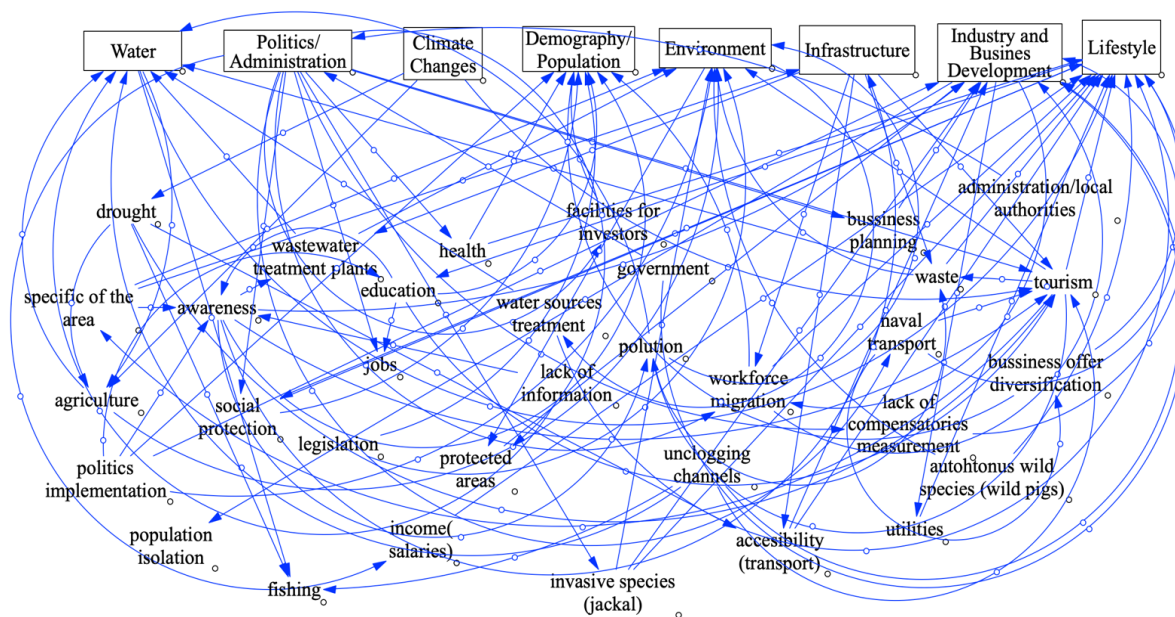 Water
Politics/
Administration
Climate
Changes
Demography/
Population
Environment
Infrastructure
Industry and
Busines
Development
Lifestyle
drought
wastewater
treatment plants
health
facilities for
investors
bussiness
planning
administration/local
authorities
specific of the
area
awareness
education
government
waste
tourism
water sources
treatment
naval
transport
jobs
polution
agriculture
social
protection
lack of
information
workforce
migration
bussiness offer
diversification
lack of
compensatories
measurement
legislation
politics
implementation
protected
areas
unclogging
channels
autohtonus wild
species (wild pigs)
population
isolation
income(
salaries)
accesibility
(transport)
utilities
fishing
invasive species
(jackal)